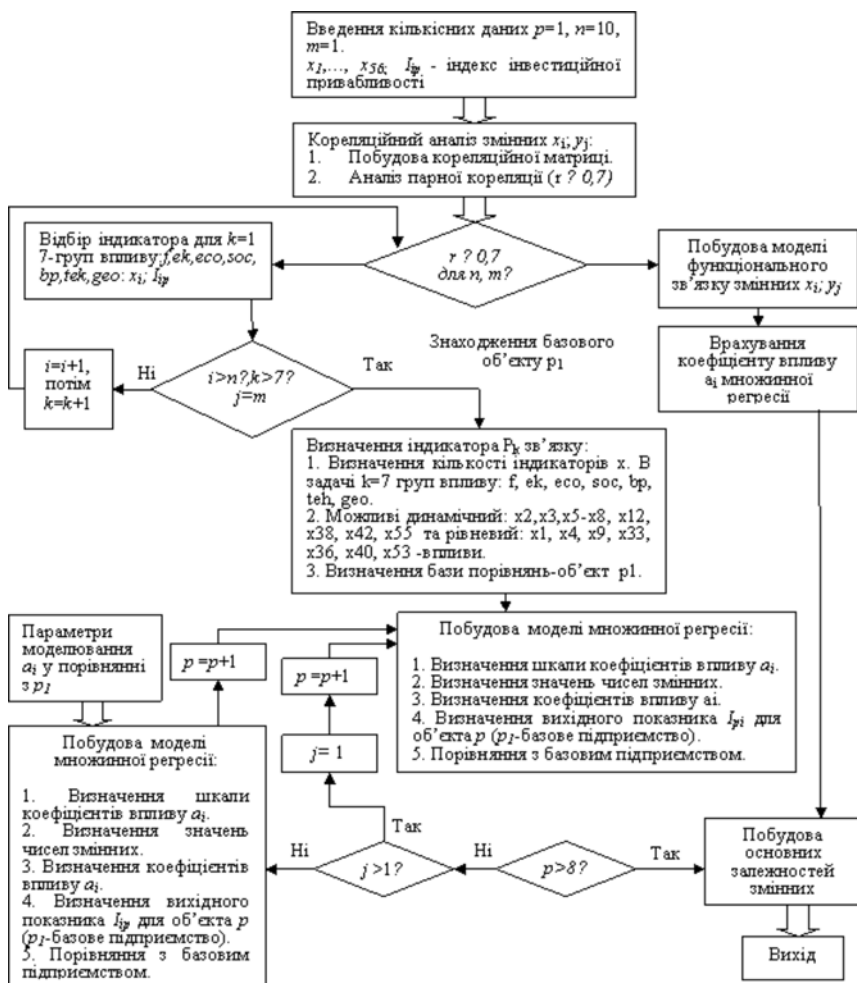 Введення кількісних даних p=1, n=10,
m=1.
x1,..., x56; Iip - індекс інвестиційної
привабливості
Кореляційний аналіз змінних xi; yj:
1. Побудова кореляційної матриці.
2. Аналіз парної кореляції (r ? 0,7)
Відбір індикатора для k=1
7-груп впливу:f,ek,eco,soc,
bp,tek,geo: xi; Iip
r ? 0,7
для n, m?
Побудова моделі
функціонального
зв’язку змінних xi; yj
Врахування
коефіцієнту впливу
ai множинної
регресії
i=i+1,
потім
k=k+1
Ні
i>n?,k>7?
j=m
Так
Знаходження базового
об’єкту p1
Визначення індикатора Pk зв’язку:
1. Визначення кількості індикаторів x. В
задачі k=7 груп впливу: f, ek, eco, soc, bp,
teh, geo.
2. Можливі динамічний: x2,x3,x5-x8, x12,
x38, x42, x55 та рівневий: x1, x4, x9, x33,
x36, x40, x53 -впливи.
3. Визначення бази порівнянь-об’єкт p1.
Параметри
моделювання
ai у порівнянні
з p1
p =p+1
p =p+1
j= 1
Побудова моделі множинної регресії:
1. Визначення шкали коефіцієнтів впливу ai.
2. Визначення значень чисел змінних.
3. Визначення коефіцієнтів впливу ai.
4. Визначення вихідного показника Ipi для
об’єкта p (p1-базове підприємство).
5. Порівняння з базовим підприємством.
Побудова моделі
множинної регресії:
1. Визначення шкали
коефіцієнтів впливу ai.
2. Визначення значень
чисел змінних.
3. Визначення коефіцієнтів
впливу ai.
4. Визначення вихідного
показника Iip для об’єкта p
(p1-базове підприємство).
5. Порівняння з базовим
підприємством.
Ні
j >1?
Так
Ні
p>8?
Так
Побудова
основних
залежностей
змінних
Вихід